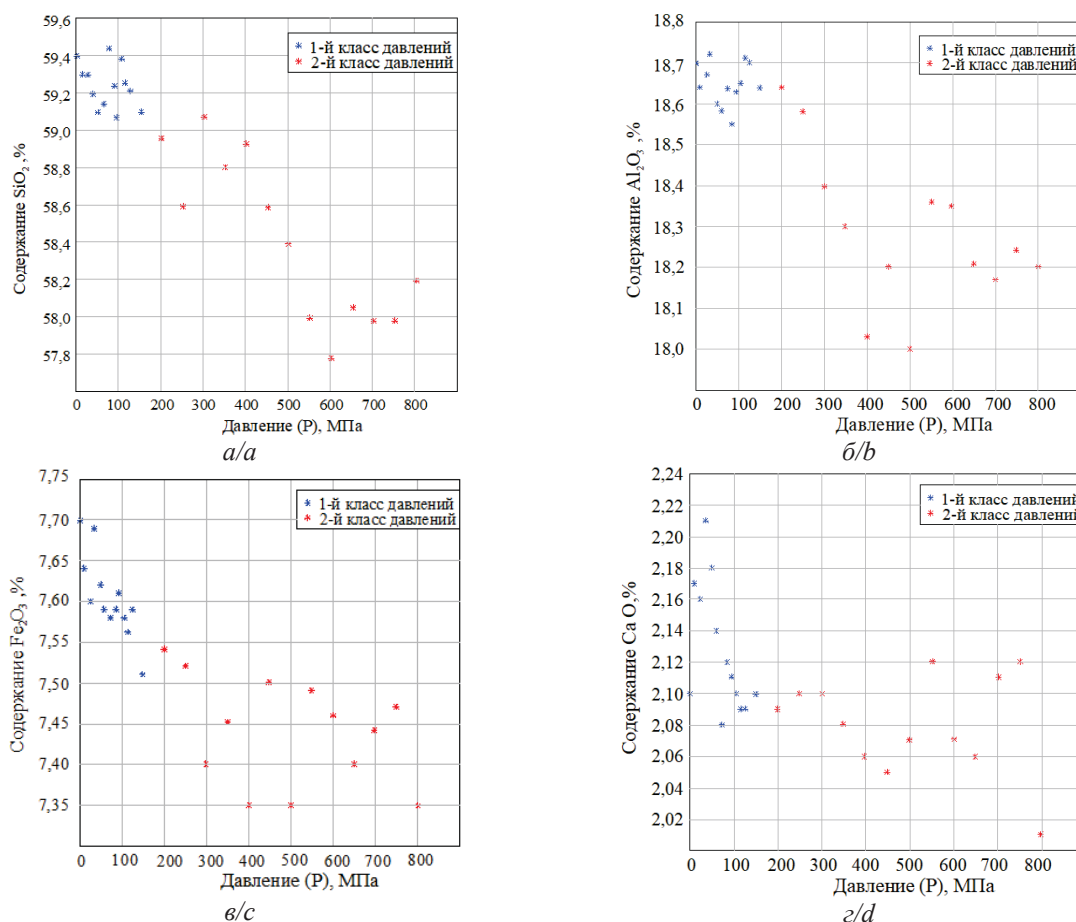 59,6
59,4
59,2
59,0
58,8
58,6
58,4
58,2
58,0
57,8
Содержание SiO₂ ,%
1-й класс давлений
2-й класс давлений
0 100 200 300 400 500 600 700 800
Давление (P), МПа
а/a
18,8
18,7
18,6
18,5
18,4
18,3
18,2
18,1
18,0
Содержание Al₂O₃ ,%
1-й класс давлений
2-й класс давлений
0 100 200 300 400 500 600 700 800
Давление (P), МПа
б/b
7,75
7,70
7,65
7,60
7,55
7,50
7,45
7,40
7,35
Содержание Fe₂O₃ ,%
1-й класс давлений
2-й класс давлений
0 100 200 300 400 500 600 700 800
Давление (P), МПа
в/c
2,24
2,22
2,20
2,18
2,16
2,14
2,12
2,10
2,08
2,06
2,04
2,02
Содержание Ca O,%
1-й класс давлений
2-й класс давлений
0 100 200 300 400 500 600 700 800
Давление (P), МПа
г/d